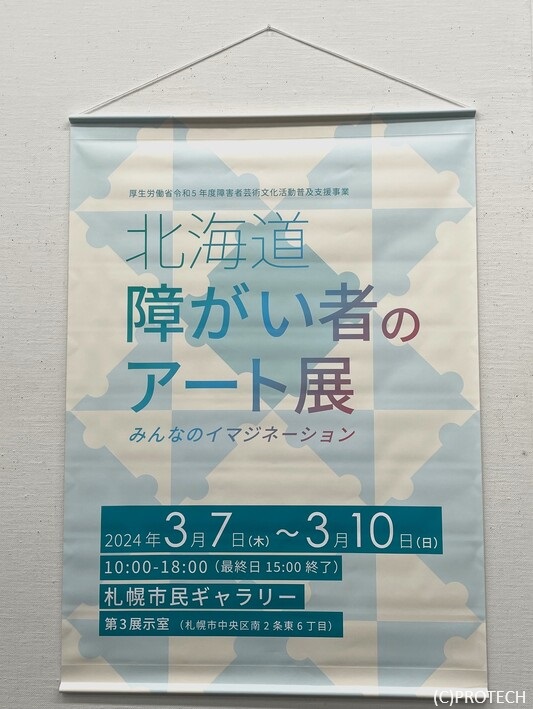 厚生労働省令和5年度障害者芸術文化活動普及支援事業
北海道
障がい者の
アート展
みんなのイマジネーション
2024年3月7日(木)～3月10日(日)
10:00-18:00（最終日 15:00 終了）
札幌市民ギャラリー
第3展示室 （札幌市中央区南2条東6丁目）
(C)PROTECH